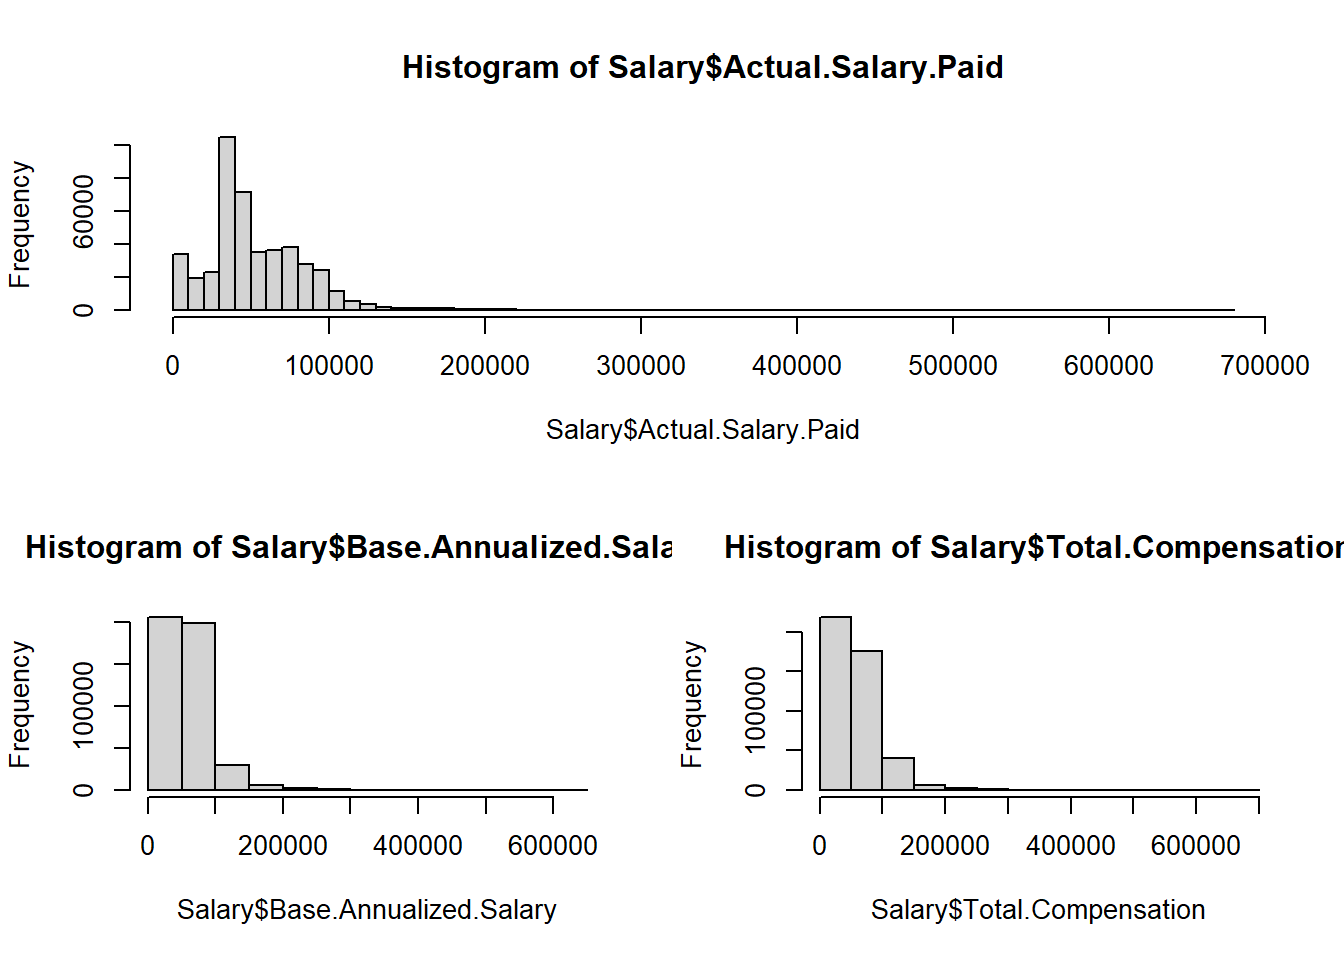 Histogram of Salary$Actual.Salary.Paid
Frequency
0 60000
0 100000 200000 300000 400000 500000 600000 700000
Salary$Actual.Salary.Paid
Histogram of Salary$Base.Annualized.Sala
Frequency
0 100000
0 200000 400000 600000
Salary$Base.Annualized.Salary
Histogram of Salary$Total.Compensation
Frequency
0 100000
0 200000 400000 600000
Salary$Total.Compensation